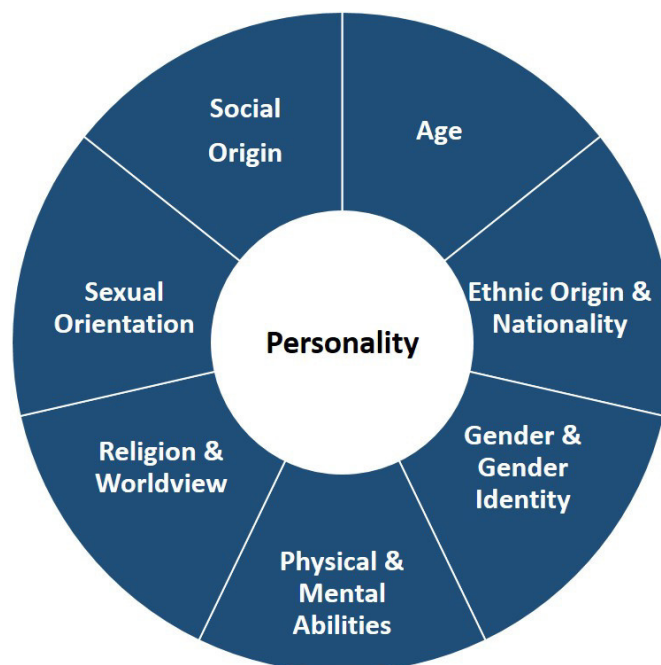 Social
Origin
Age
Ethnic Origin &
Nationality
Gender &
Gender
Identity
Physical &
Mental
Abilities
Religion &
Worldview
Sexual
Orientation
Personality